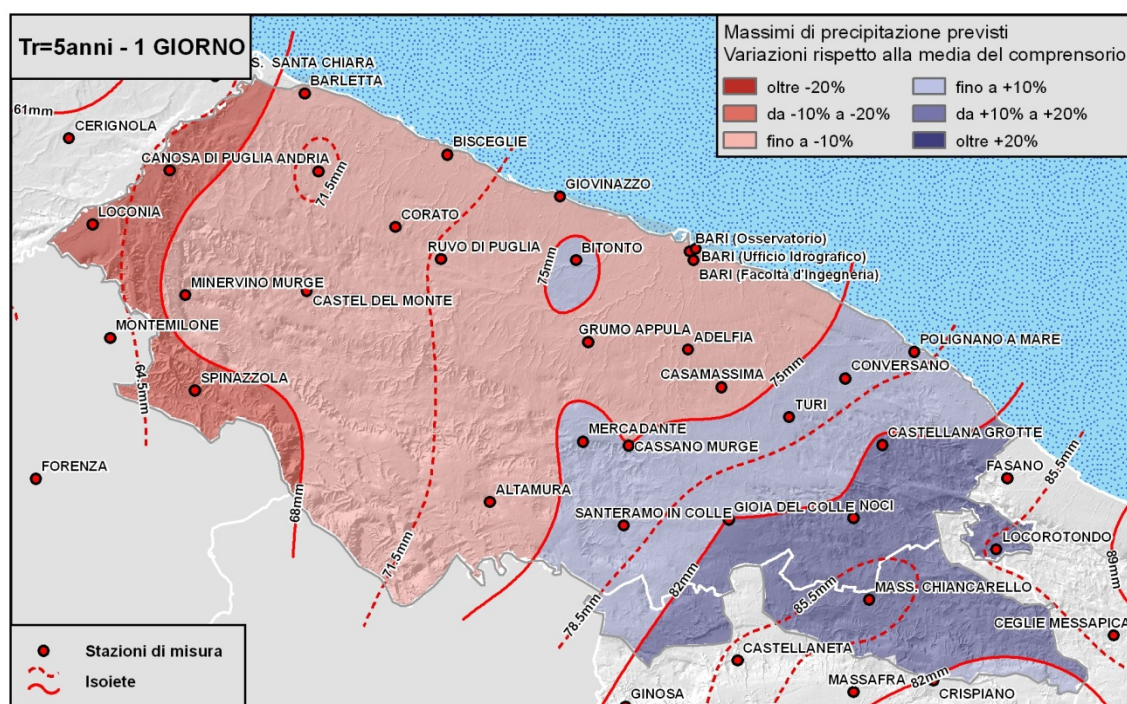 Tr=5anni - 1 GIORNO
Massimi di precipitazione previsti
Variazioni rispetto alla media del comprensorio
oltre -20%
fino a +10%
da -10% a -20%
da +10% a +20%
fino a -10%
oltre +20%
S. SANTA CHIARA
BARLETTA
61mm
CERIGNOLA
BISCEGLIE
CANOSA DI PUGLIA
ANDRIA
71.5mm
GIOVINAZZO
LOCONIA
CORATO
RUVO DI PUGLIA
BITONTO
75mm
BARI (Osservatorio)
BARI (Ufficio Idrografico)
BARI (Facoltà d'Ingegneria)
MINERVINO MURGE
CASTEL DEL MONTE
MONTEMILONE
GRUMO APPULA
ADELFIA
POLIGNANO A MARE
64.5mm
SPINAZZOLA
CASAMASSIMA
75mm
CONVERSANO
TURI
MERCADANTE
CASSANO MURGE
CASTELLANA GROTTE
FORENZA
FASANO
85.5mm
68mm
ALTAMURA
SANTERAMO IN COLLE
GIOIA DEL COLLE
NOCI
LOCOROTONDO
71.5mm
89mm
82mm
MASS. CHIANCARELLO
85.5mm
78.5mm
CEGLIE MESSAPICA
CASTELLANETA
MASSAFRA
82mm
CRISPIANO
GINOSA
Stazioni di misura
Isoiete